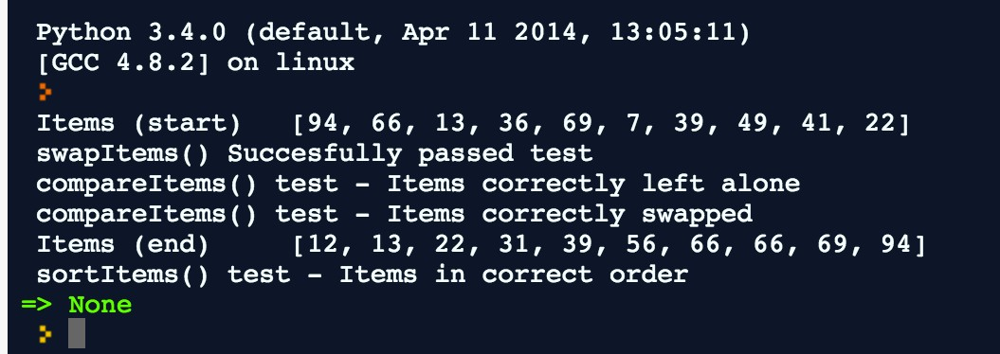 Python 3.4.0 (default, Apr 11 2014, 13:05:11)
[GCC 4.8.2] on linux
Items (start)   [94, 66, 13, 36, 69, 7, 39, 49, 41, 22]
swapItems() Succesfully passed test
compareItems() test – Items correctly left alone
compareItems() test – Items correctly swapped
Items (end)     [12, 13, 22, 31, 39, 56, 66, 66, 69, 94]
sortItems() test – Items in correct order
=> None